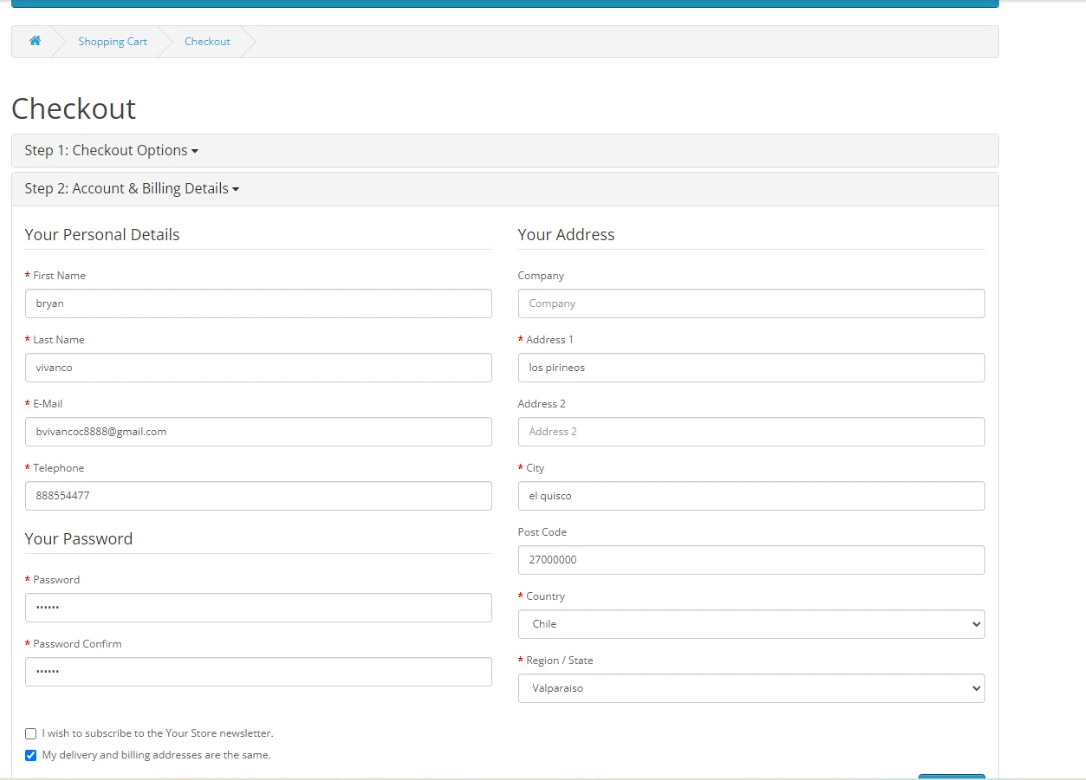 Shopping Cart
Checkout
Checkout
Step 1: Checkout Options
Step 2: Account & Billing Details
Your Personal Details
* First Name
bryan
* Last Name
vivanco
* E-Mail
bvivancoc8888@gmail.com
* Telephone
888554477
Your Password
* Password
••••••
* Password Confirm
••••••
Your Address
Company
Company
* Address 1
los pirineos
Address 2
Address 2
* City
el quisco
Post Code
27000000
* Country
Chile
* Region / State
Valparaiso
I wish to subscribe to the Your Store newsletter.
My delivery and billing addresses are the same.